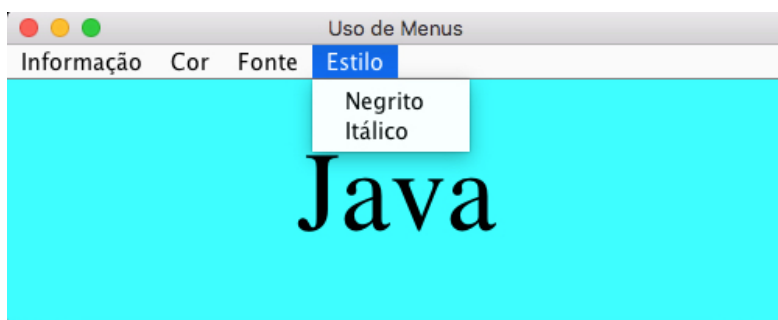 Uso de Menus
Informação Cor Fonte Estilo
Negrito
Itálico
Java